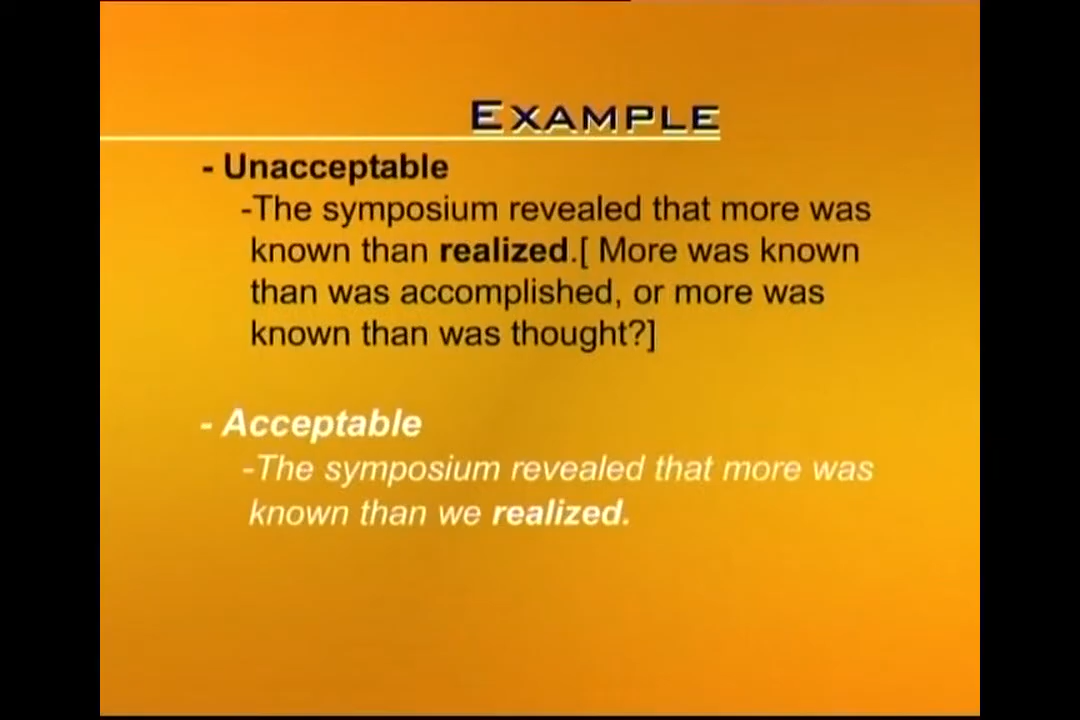 EXAMPLE
- Unacceptable
-The symposium revealed that more was
known than realized.[ More was known
than was accomplished, or more was
known than was thought?]
- Acceptable
-The symposium revealed that more was
known than we realized.